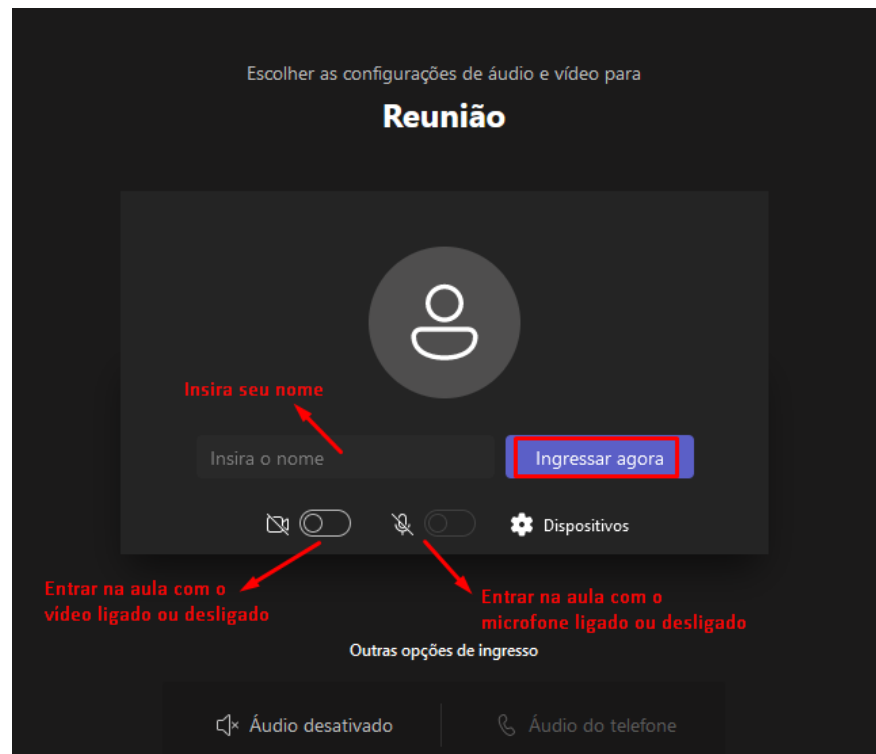 Escolher as configurações de áudio e vídeo para
Reunião
Insira seu nome
Insira o nome
Ingressar agora
Dispositivos
Entrar na aula com o
vídeo ligado ou desligado
Entrar na aula com o
microfone ligado ou desligado
Outras opções de ingresso
Áudio desativado
Áudio do telefone